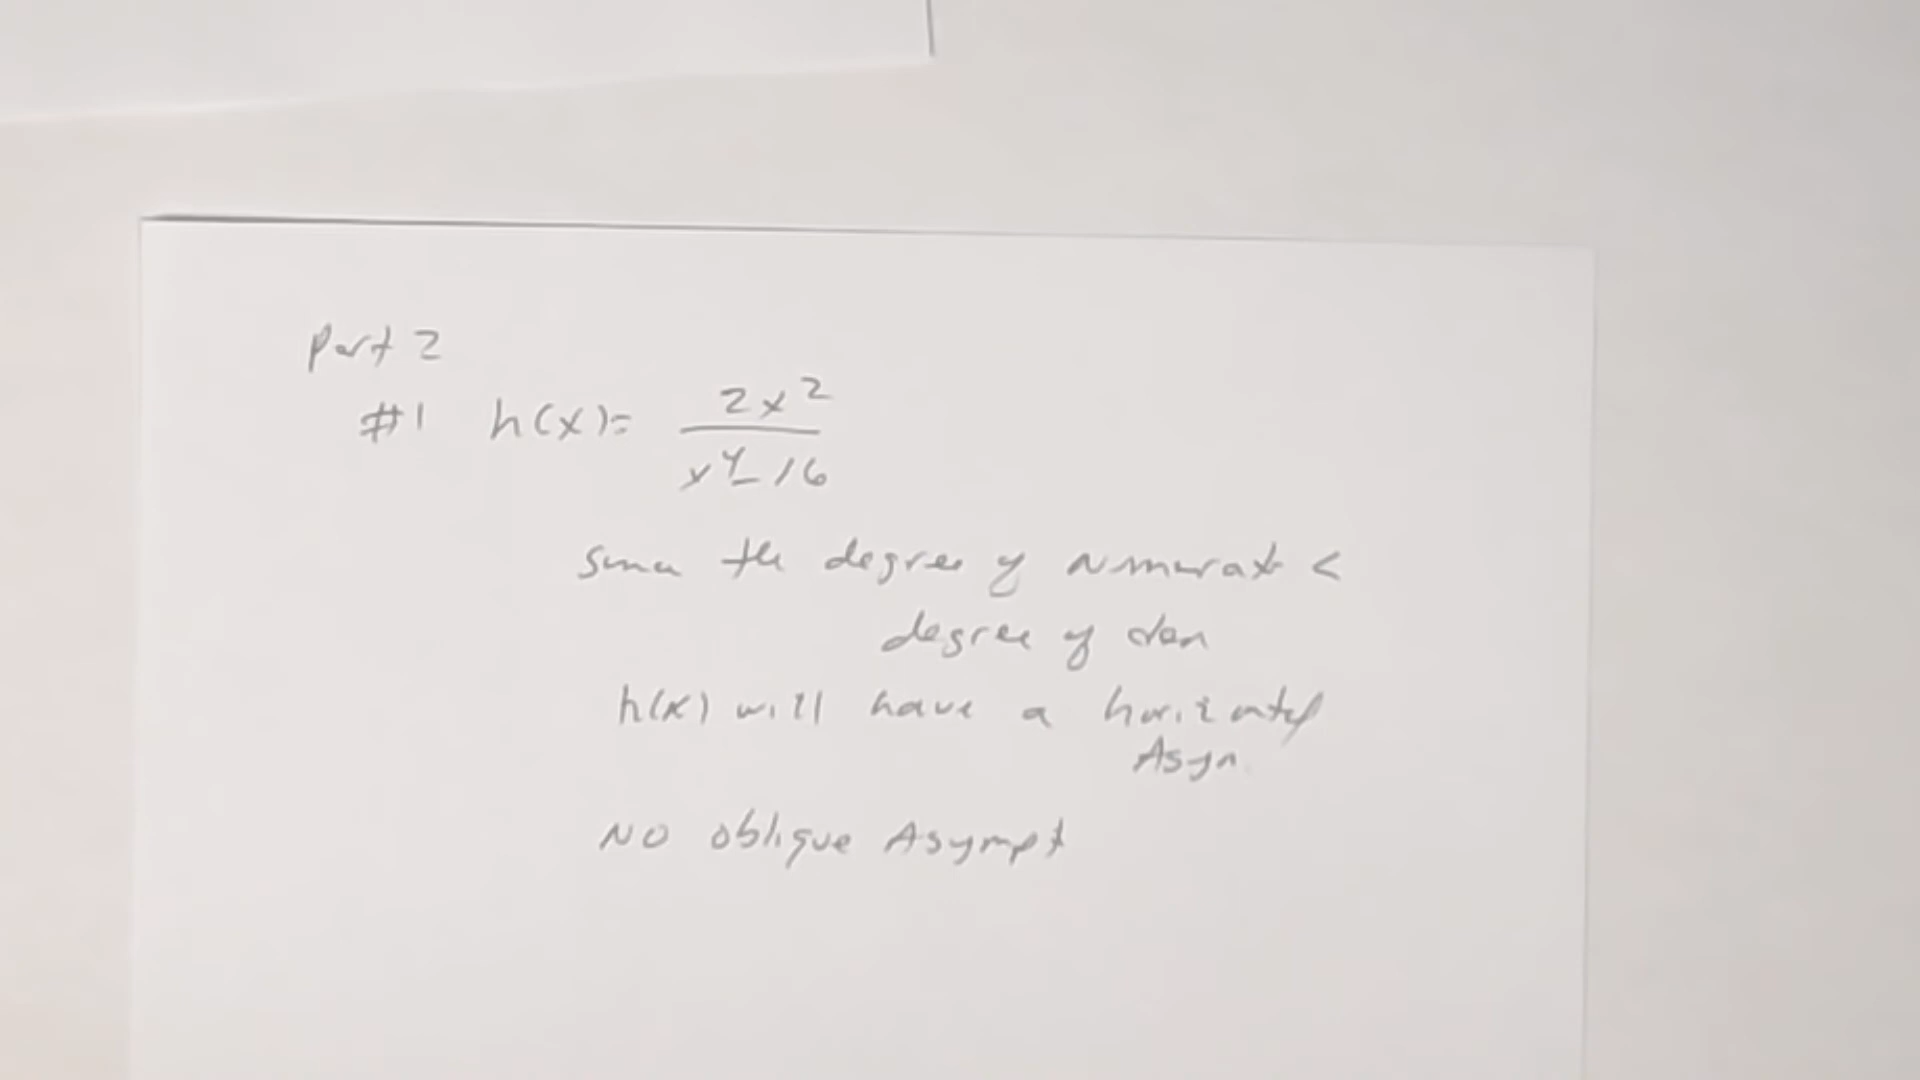 Part 2
#1 h(x)= 2x²
x⁴-16
Since the degree of numerat <
degree of den
h(x) will have a horizontal
Asym
NO oblique Asympt